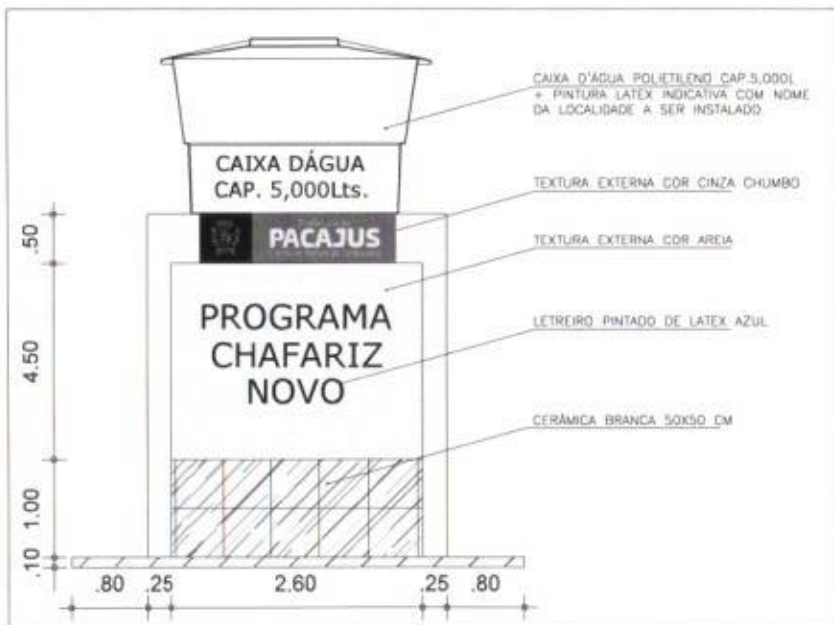 CAIXA D'ÁGUA POLIETILENO CAP.5,000L
+ PINTURA LATEX INDICATIVA COM NOME
DA LOCALIDADE A SER INSTALADO.
CAIXA DÁGUA
CAP. 5,000Lts.
TEXTURA EXTERNA COR CINZA CHUMBO
PACAJUS
TEXTURA EXTERNA COR AREIA
PROGRAMA
CHAFARIZ
NOVO
LETREIRO PINTADO DE LATEX AZUL
CERÂMICA BRANCA 50X50 CM
.50
4.50
1.00
.10
.80 .25 2.60 .25 .80